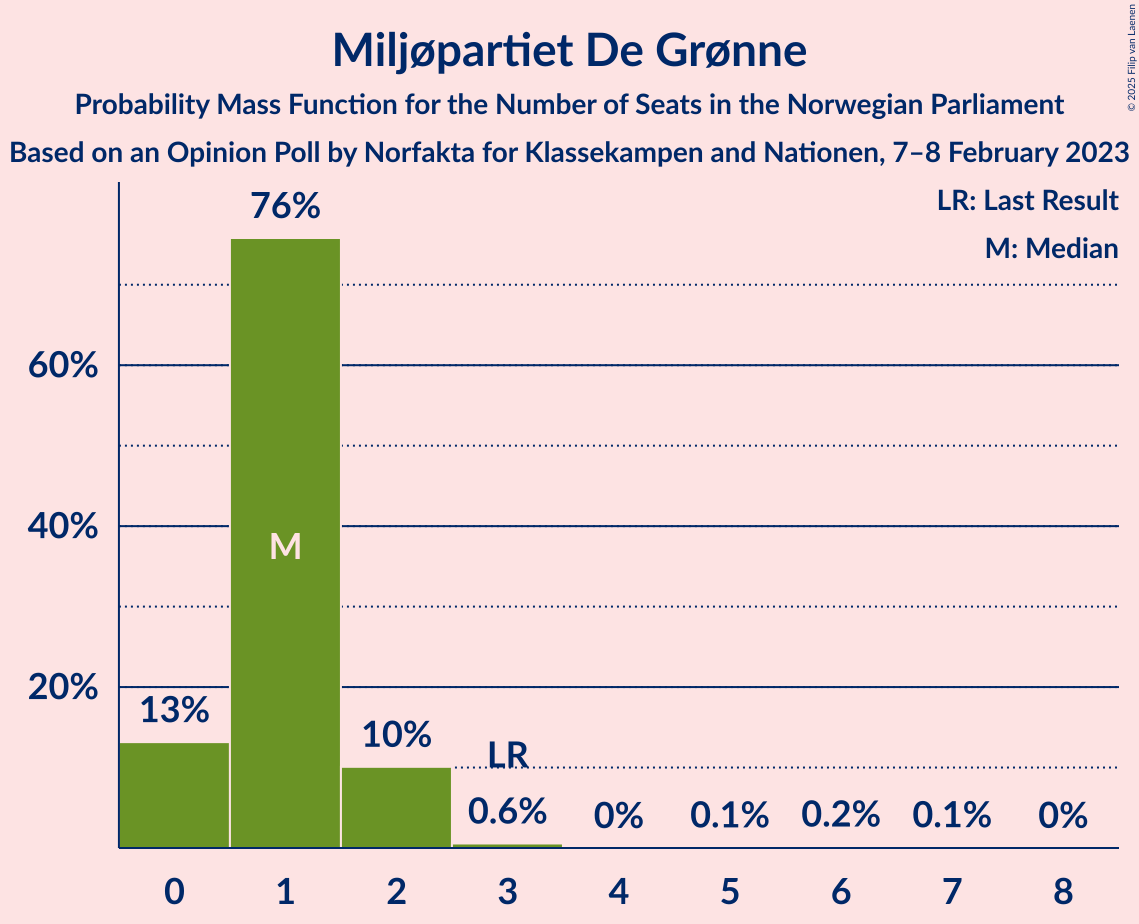 Miljøpartiet De Grønne
Probability Mass Function for the Number of Seats in the Norwegian Parliament
Based on an Opinion Poll by Norfakta for Klassekampen and Nationen, 7–8 February 2023
© 2025 Filip van Laenen
LR: Last Result
M: Median
76%
60%
40%
M
20%
13%
10%
LR
0.6%
0%
0.1%
0.2%
0.1%
0%
0 1 2 3 4 5 6 7 8